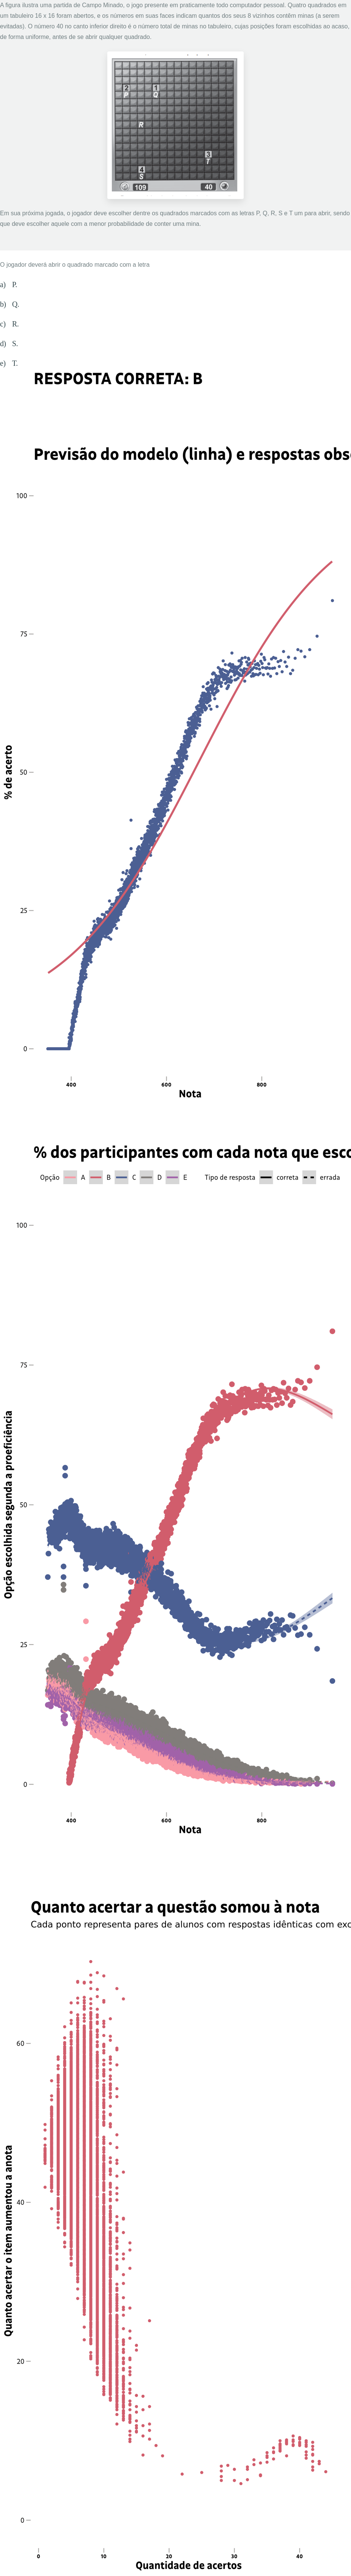 A figura ilustra uma partida de Campo Minado, o jogo presente em praticamente todo computador pessoal. Quatro quadrados em
um tabuleiro 16 x 16 foram abertos, e os números em suas faces indicam quantos dos seus 8 vizinhos contêm minas (a serem
evitadas). O número 40 no canto inferior direito é o número total de minas no tabuleiro, cujas posições foram escolhidas ao acaso,
de forma uniforme, antes de se abrir qualquer quadrado.
2 1
P Q
R
3
T
4
S
109 40
Em sua próxima jogada, o jogador deve escolher dentre os quadrados marcados com as letras P, Q, R, S e T um para abrir, sendo
que deve escolher aquele com a menor probabilidade de conter uma mina.
O jogador deverá abrir o quadrado marcado com a letra
a) P.
b) Q.
c) R.
d) S.
e) T.
RESPOSTA CORRETA: B
Previsão do modelo (linha) e respostas obs
100
75
50
25
0
% de acerto
400 600 800
Nota
% dos participantes com cada nota que esco
Opção A B C D E Tipo de resposta correta errada
100
75
50
25
0
Opção escolhida segunda a proeficiência
400 600 800
Nota
Quanto acertar a questão somou à nota
Cada ponto representa pares de alunos com respostas idênticas com exc
60
40
20
0
Quanto acertar o item aumentou a anota
0 10 20 30 40
Quantidade de acertos